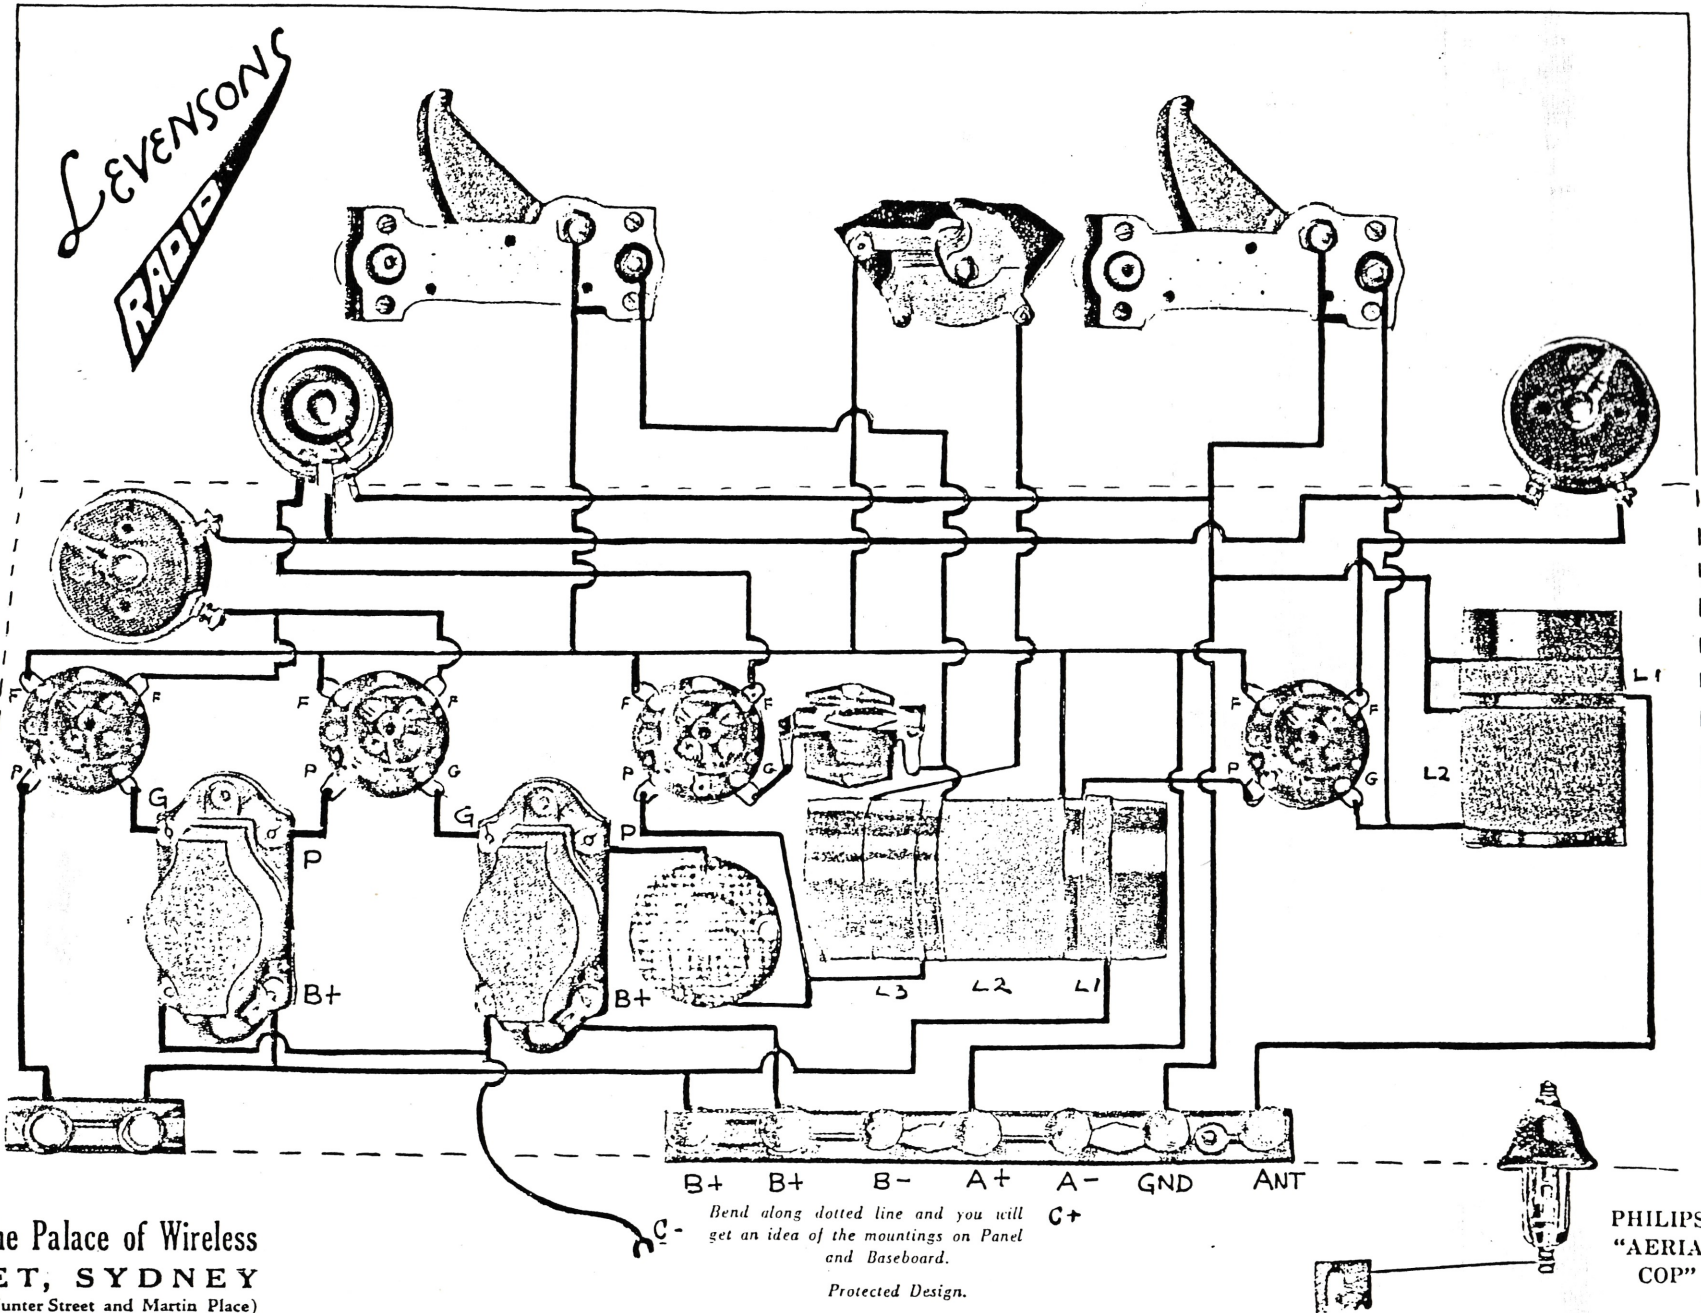 LEVENSONS
RADIO
F
F
F
F
F
F
F
F
P
P
G
P
G
P
G
G
P
G
P
L1
L2
B+
B+
L3
L2
L1
B+
B+
B-
A+
A-
GND
ANT
C-
C+
Bend along dotted line and you will
get an idea of the mountings on Panel
and Baseboard.
Protected Design.
he Palace of Wireless
ET, SYDNEY
unter Street and Martin Place)
PHILIPS
"AERIA
COP"